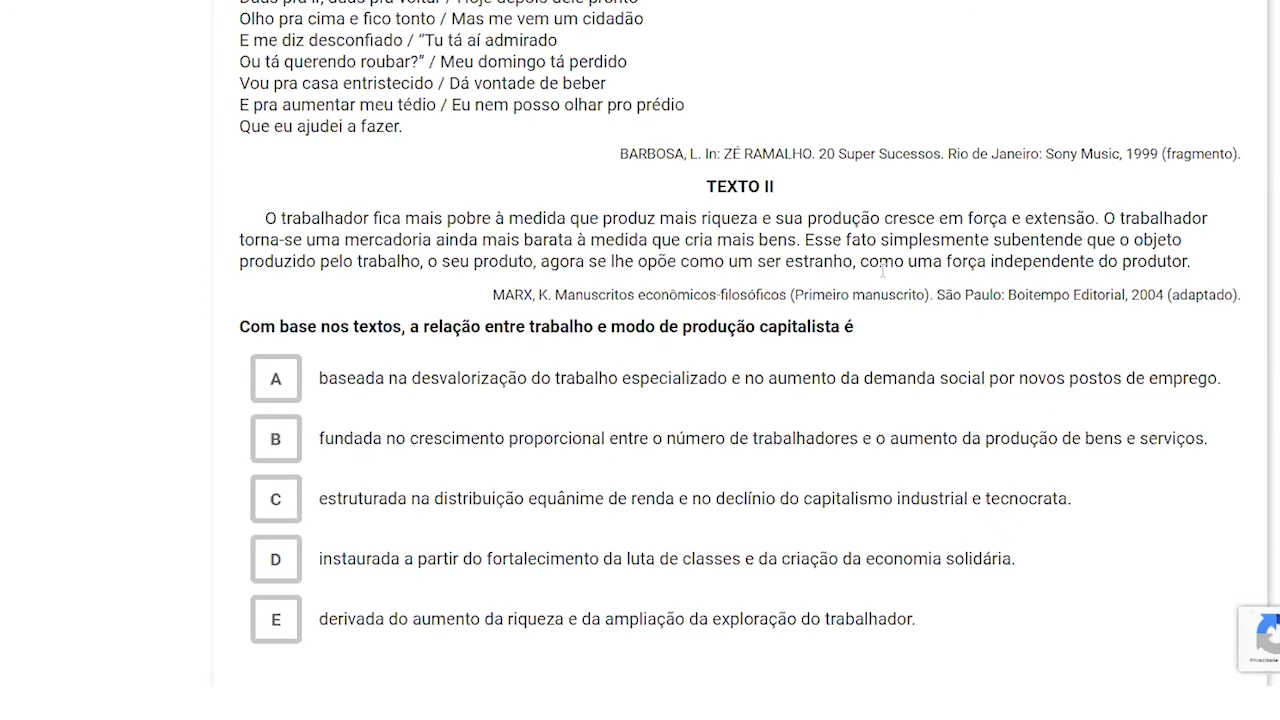 Olho pra cima e fico tonto / Mas me vem um cidadão
E me diz desconfiado / “Tu tá aí admirado
Ou tá querendo roubar?” / Meu domingo tá perdido
Vou pra casa entristecido / Dá vontade de beber
E pra aumentar meu tédio / Eu nem posso olhar pro prédio
Que eu ajudei a fazer.
BARBOSA, L. In: ZÉ RAMALHO. 20 Super Sucessos. Rio de Janeiro: Sony Music, 1999 (fragmento).
TEXTO II
O trabalhador fica mais pobre à medida que produz mais riqueza e sua produção cresce em força e extensão. O trabalhador
torna-se uma mercadoria ainda mais barata à medida que cria mais bens. Esse fato simplesmente subentende que o objeto
produzido pelo trabalho, o seu produto, agora se lhe opõe como um ser estranho, como uma força independente do produtor.
MARX, K. Manuscritos econômicos-filosóficos (Primeiro manuscrito). São Paulo: Boitempo Editorial, 2004 (adaptado).
Com base nos textos, a relação entre trabalho e modo de produção capitalista é
A baseada na desvalorização do trabalho especializado e no aumento da demanda social por novos postos de emprego.
B fundada no crescimento proporcional entre o número de trabalhadores e o aumento da produção de bens e serviços.
C estruturada na distribuição equânime de renda e no declínio do capitalismo industrial e tecnocrata.
D instaurada a partir do fortalecimento da luta de classes e da criação da economia solidária.
E derivada do aumento da riqueza e da ampliação da exploração do trabalhador.
Privacidade